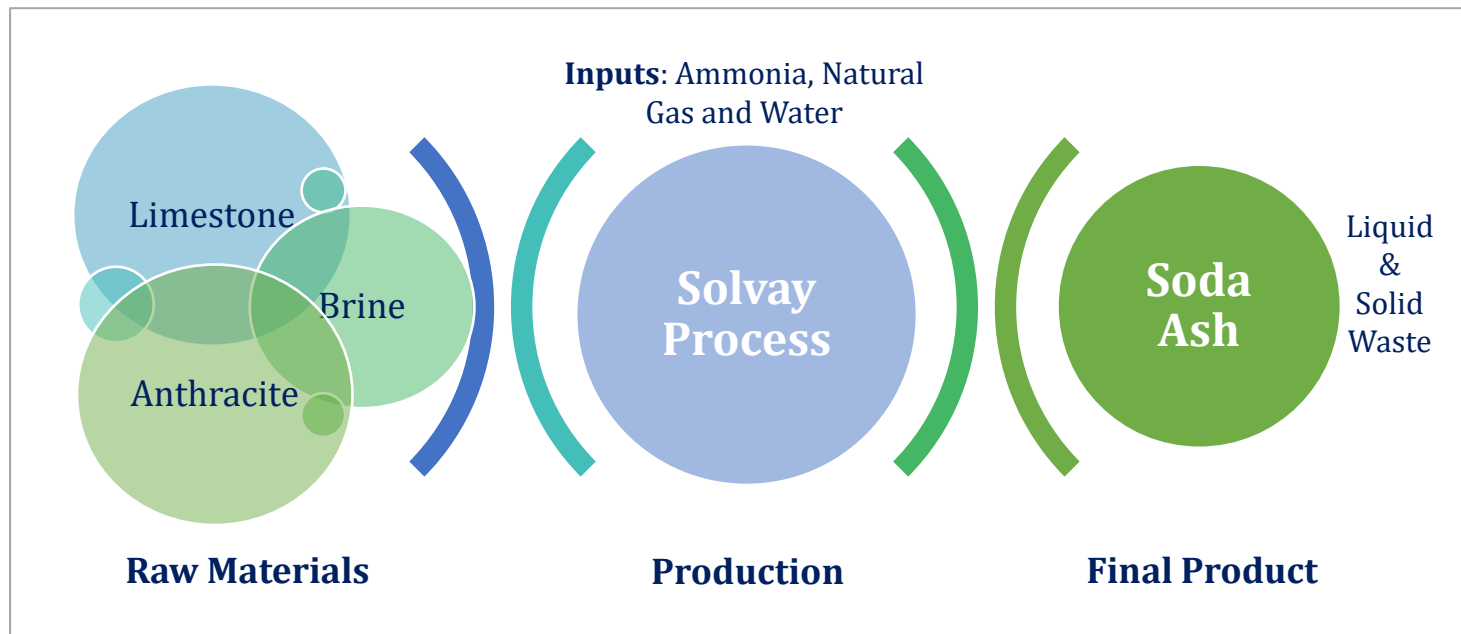 Limestone
Brine
Anthracite
Raw Materials
Inputs: Ammonia, Natural
Gas and Water
Solvay
Process
Production
Soda
Ash
Liquid
&
Solid
Waste
Final Product